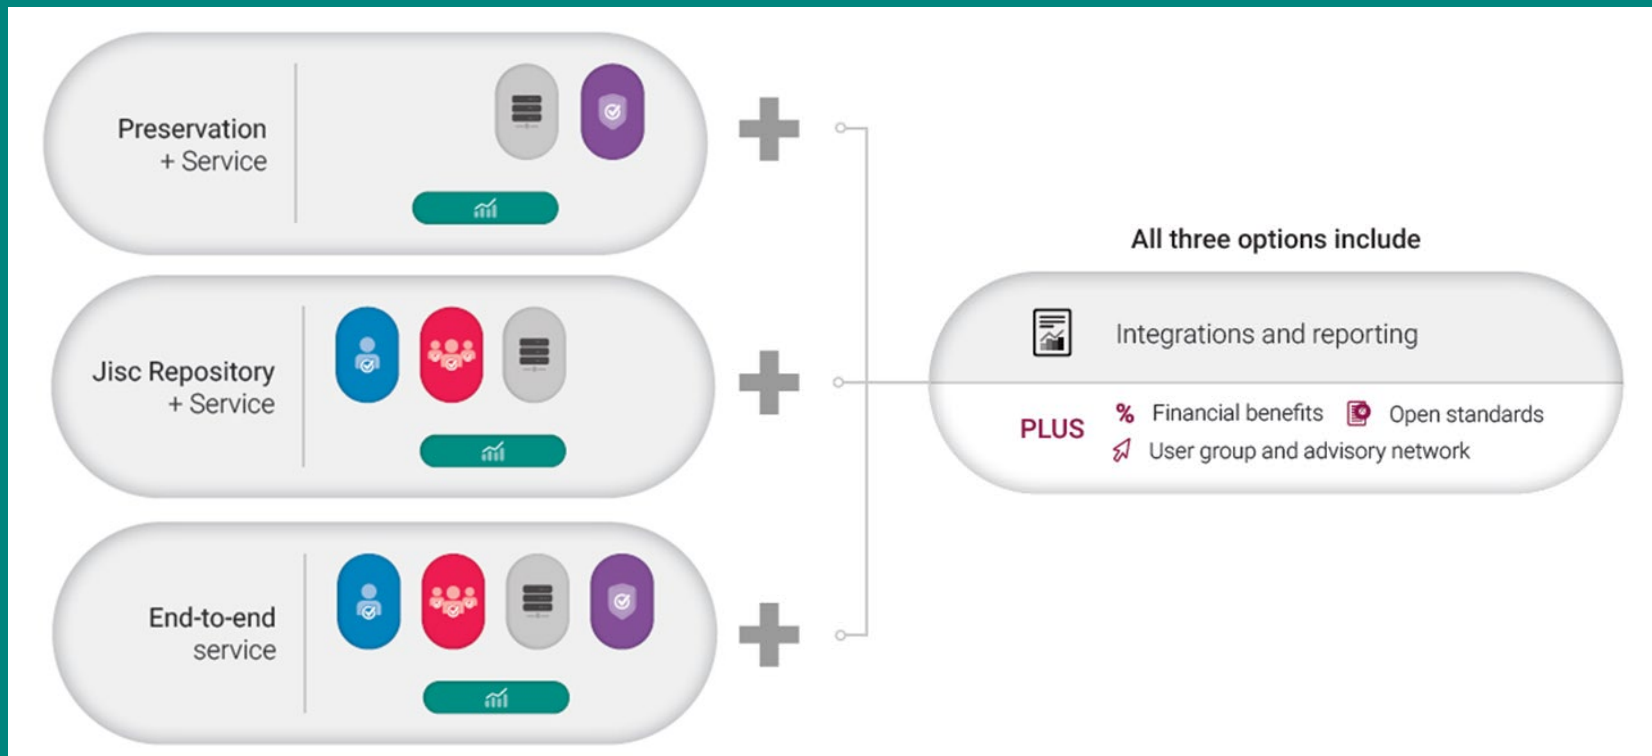 Preservation
+ Service
Jisc Repository
+ Service
End-to-end
service
All three options include
Integrations and reporting
PLUS
% Financial benefits
Open standards
User group and advisory network